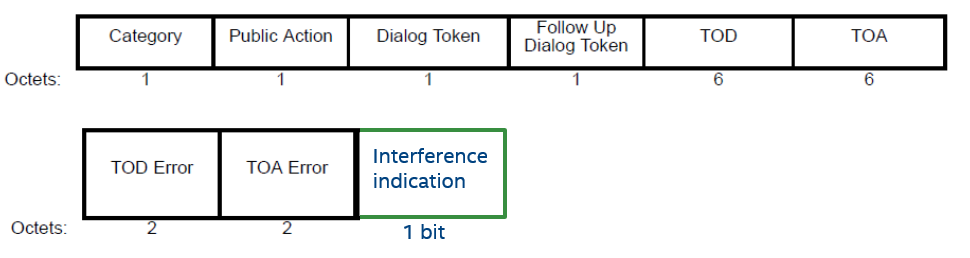 Category Public Action Dialog Token Follow Up Dialog Token TOD TOA
Octets: 1 1 1 1 6 6
TOD Error TOA Error Interference indication
Octets: 2 2 1 bit